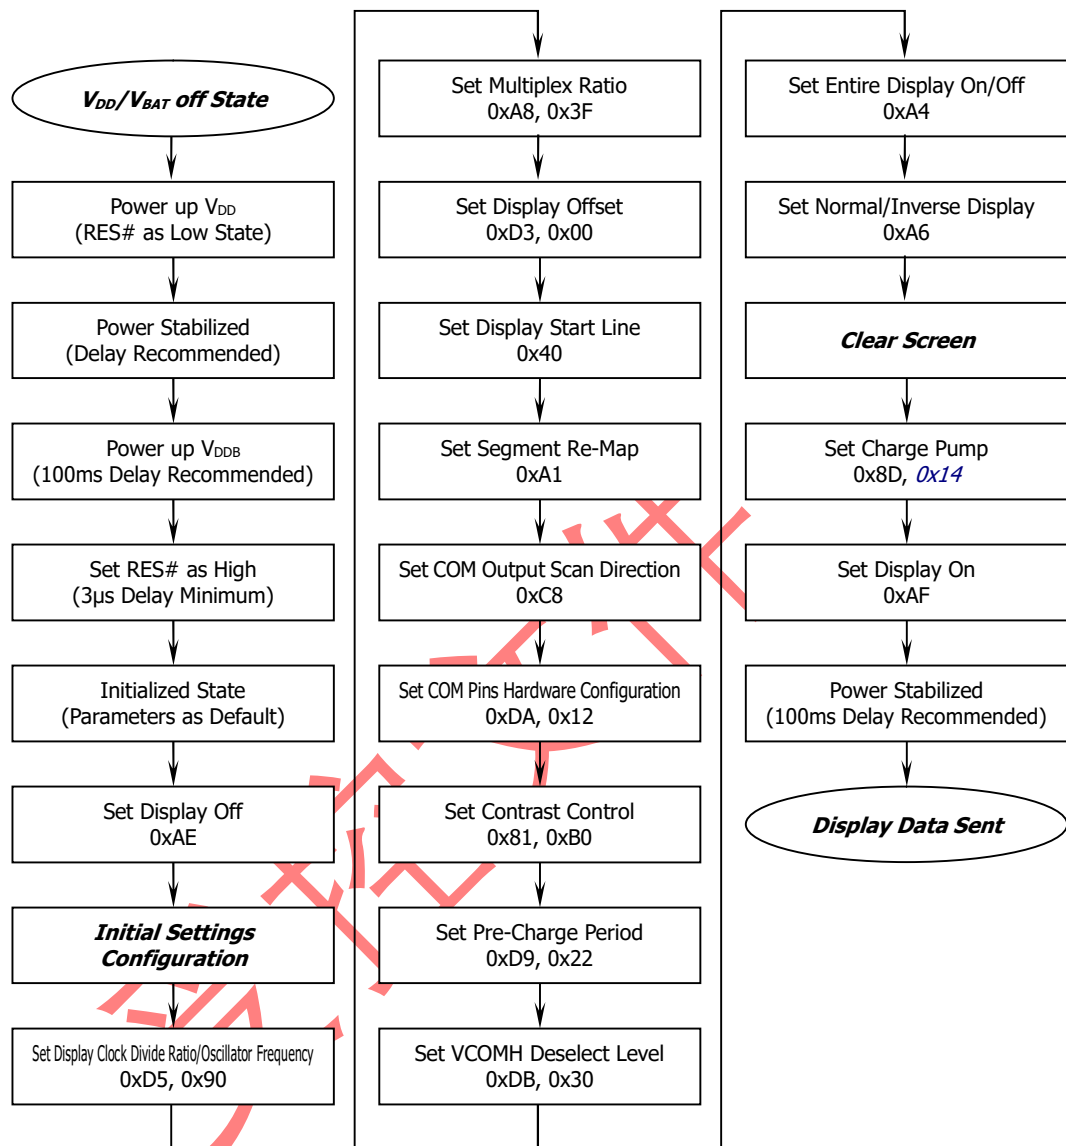 V_DD/V_BAT off State
Power up V_DD
(RES# as Low State)
Power Stabilized
(Delay Recommended)
Power up V_DDB
(100ms Delay Recommended)
Set RES# as High
(3μs Delay Minimum)
Initialized State
(Parameters as Default)
Set Display Off
0xAE
Initial Settings
Configuration
Set Display Clock Divide Ratio/Oscillator Frequency
0xD5, 0x90
Set Multiplex Ratio
0xA8, 0x3F
Set Display Offset
0xD3, 0x00
Set Display Start Line
0x40
Set Segment Re-Map
0xA1
Set COM Output Scan Direction
0xC8
Set COM Pins Hardware Configuration
0xDA, 0x12
Set Contrast Control
0x81, 0xB0
Set Pre-Charge Period
0xD9, 0x22
Set VCOMH Deselect Level
0xDB, 0x30
Set Entire Display On/Off
0xA4
Set Normal/Inverse Display
0xA6
Clear Screen
Set Charge Pump
0x8D, 0x14
Set Display On
0xAF
Power Stabilized
(100ms Delay Recommended)
Display Data Sent